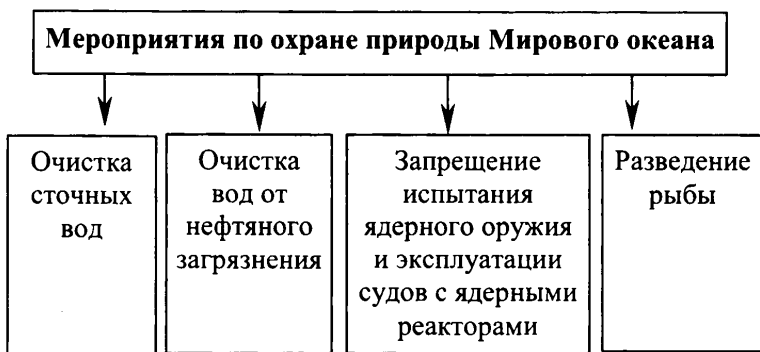 Мероприятия по охране природы Мирового океана
Очистка
сточных
вод
Очистка
вод от
нефтяного
загрязнения
Запрещение
испытания
ядерного оружия
и эксплуатации
судов с ядерными
реакторами
Разведение
рыбы